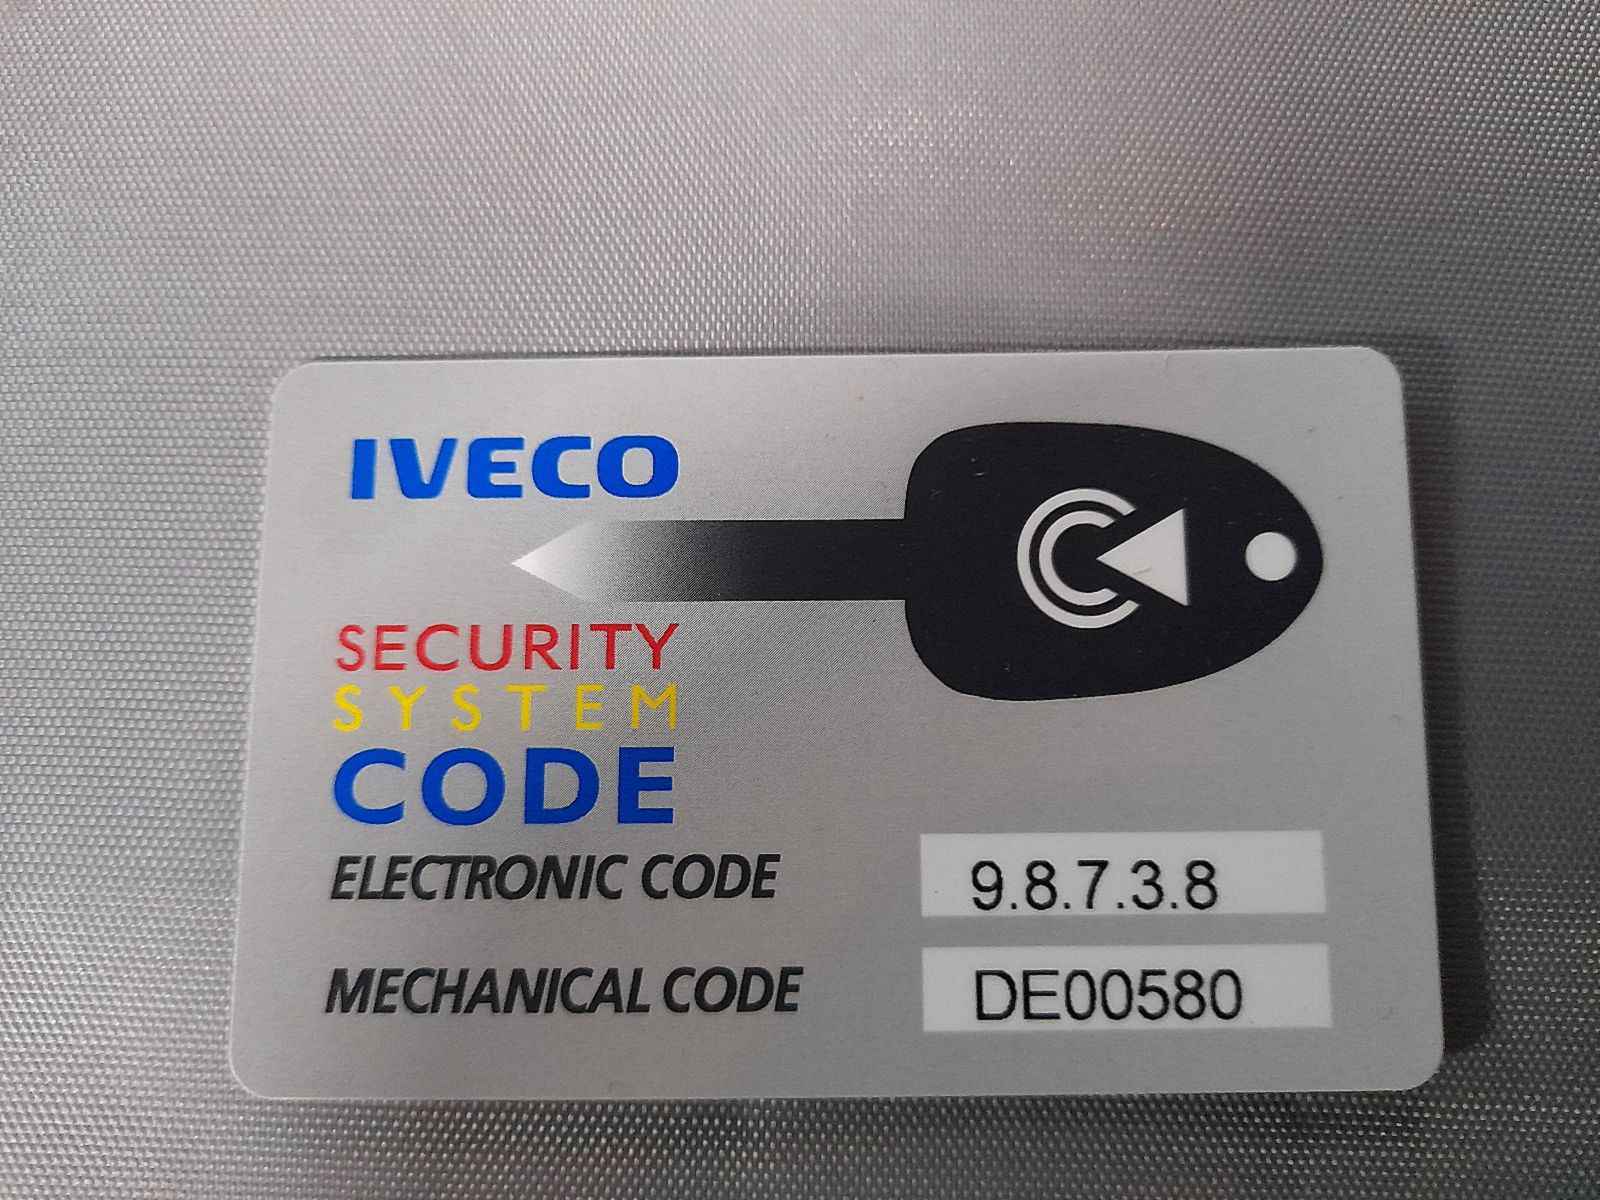 IVECO
SECURITY
SYSTEM
CODE
ELECTRONIC CODE 9.8.7.3.8
MECHANICAL CODE DE00580